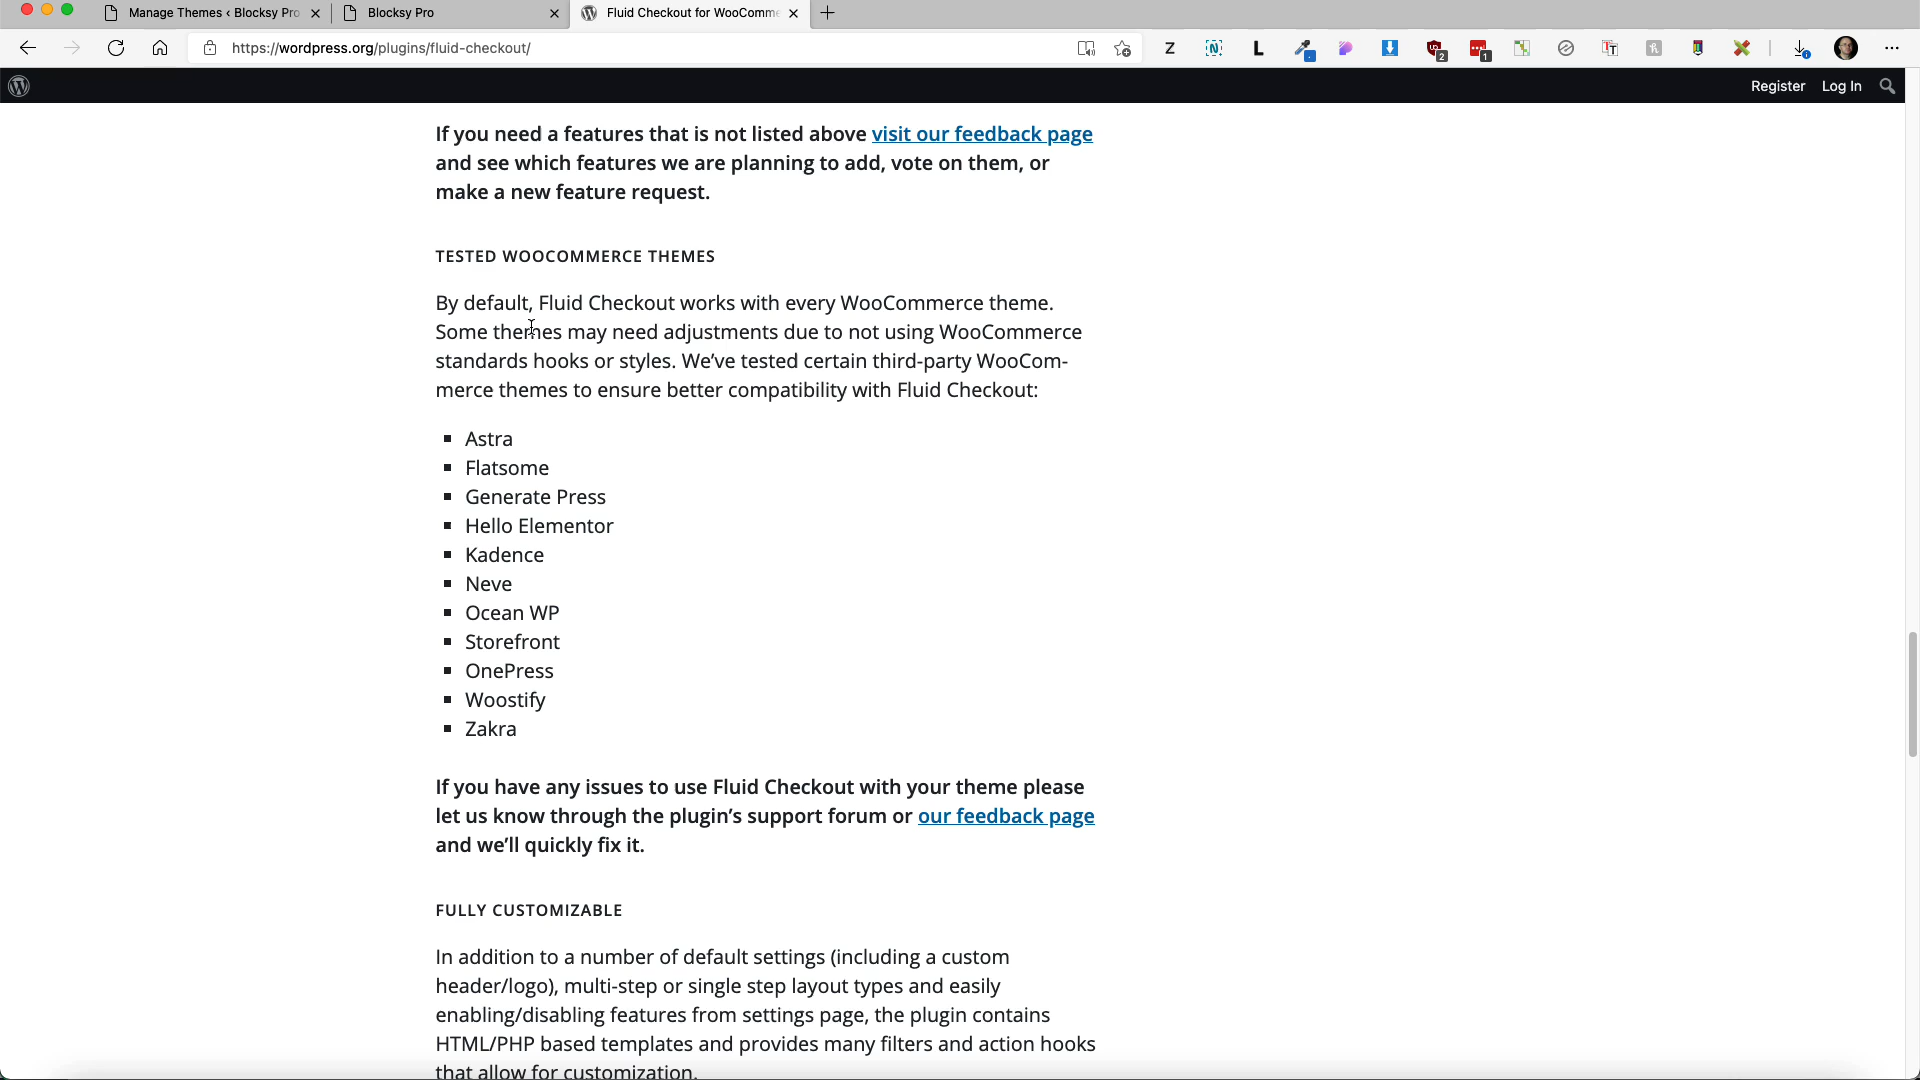 Manage Themes ‹ Blocksy Pro
Blocksy Pro
Fluid Checkout for WooComme
https://wordpress.org/plugins/fluid-checkout/
Z
N
L
2
1
Register
Log In
If you need a features that is not listed above visit our feedback page
and see which features we are planning to add, vote on them, or
make a new feature request.
TESTED WOOCOMMERCE THEMES
By default, Fluid Checkout works with every WooCommerce theme.
Some themes may need adjustments due to not using WooCommerce
standards hooks or styles. We’ve tested certain third-party WooCom-
merce themes to ensure better compatibility with Fluid Checkout:
Astra
Flatsome
Generate Press
Hello Elementor
Kadence
Neve
Ocean WP
Storefront
OnePress
Woostify
Zakra
If you have any issues to use Fluid Checkout with your theme please
let us know through the plugin’s support forum or our feedback page
and we’ll quickly fix it.
FULLY CUSTOMIZABLE
In addition to a number of default settings (including a custom
header/logo), multi-step or single step layout types and easily
enabling/disabling features from settings page, the plugin contains
HTML/PHP based templates and provides many filters and action hooks
that allow for customization.